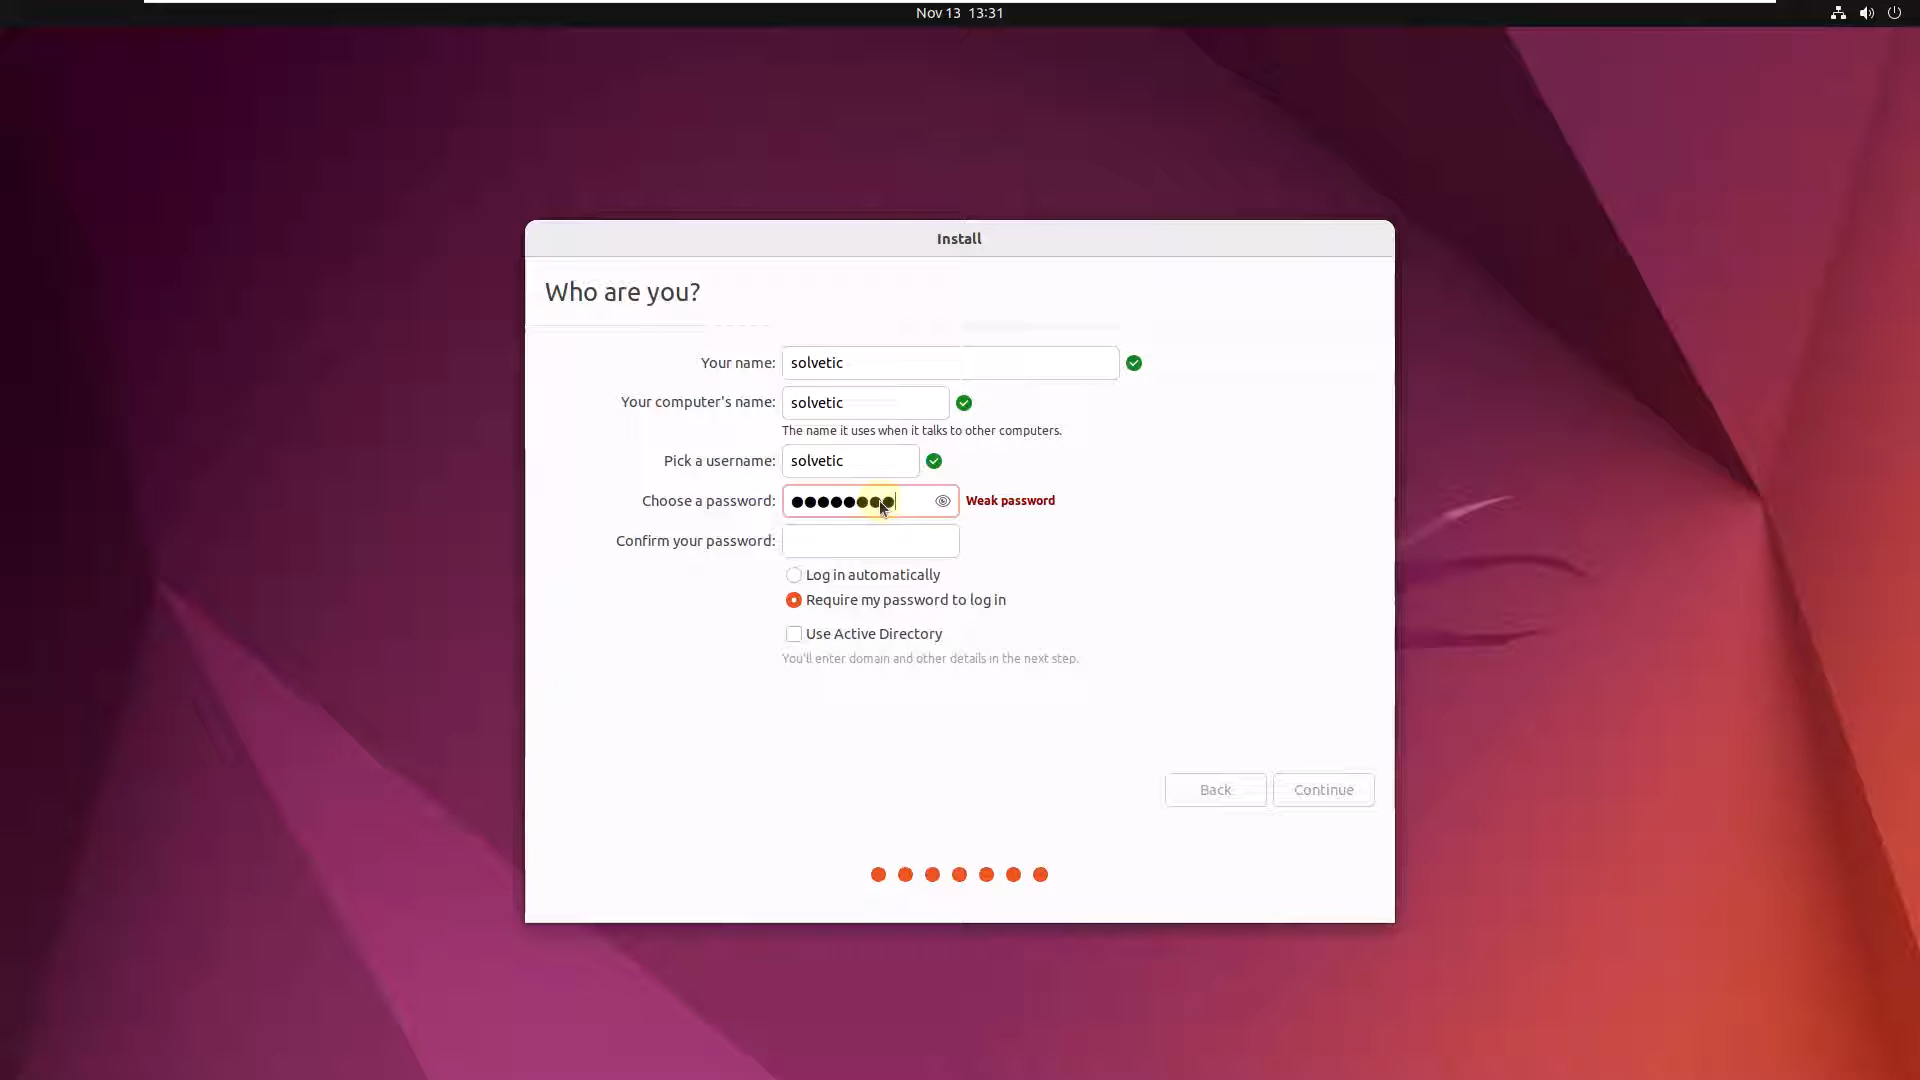 Nov 13 13:31
Install
Who are you?
Your name: solvetic
Your computer's name: solvetic
The name it uses when it talks to other computers.
Pick a username: solvetic
Choose a password: ●●●●●●●● Weak password
Confirm your password:
Log in automatically
Require my password to log in
Use Active Directory
You'll enter domain and other details in the next step.
Back Continue